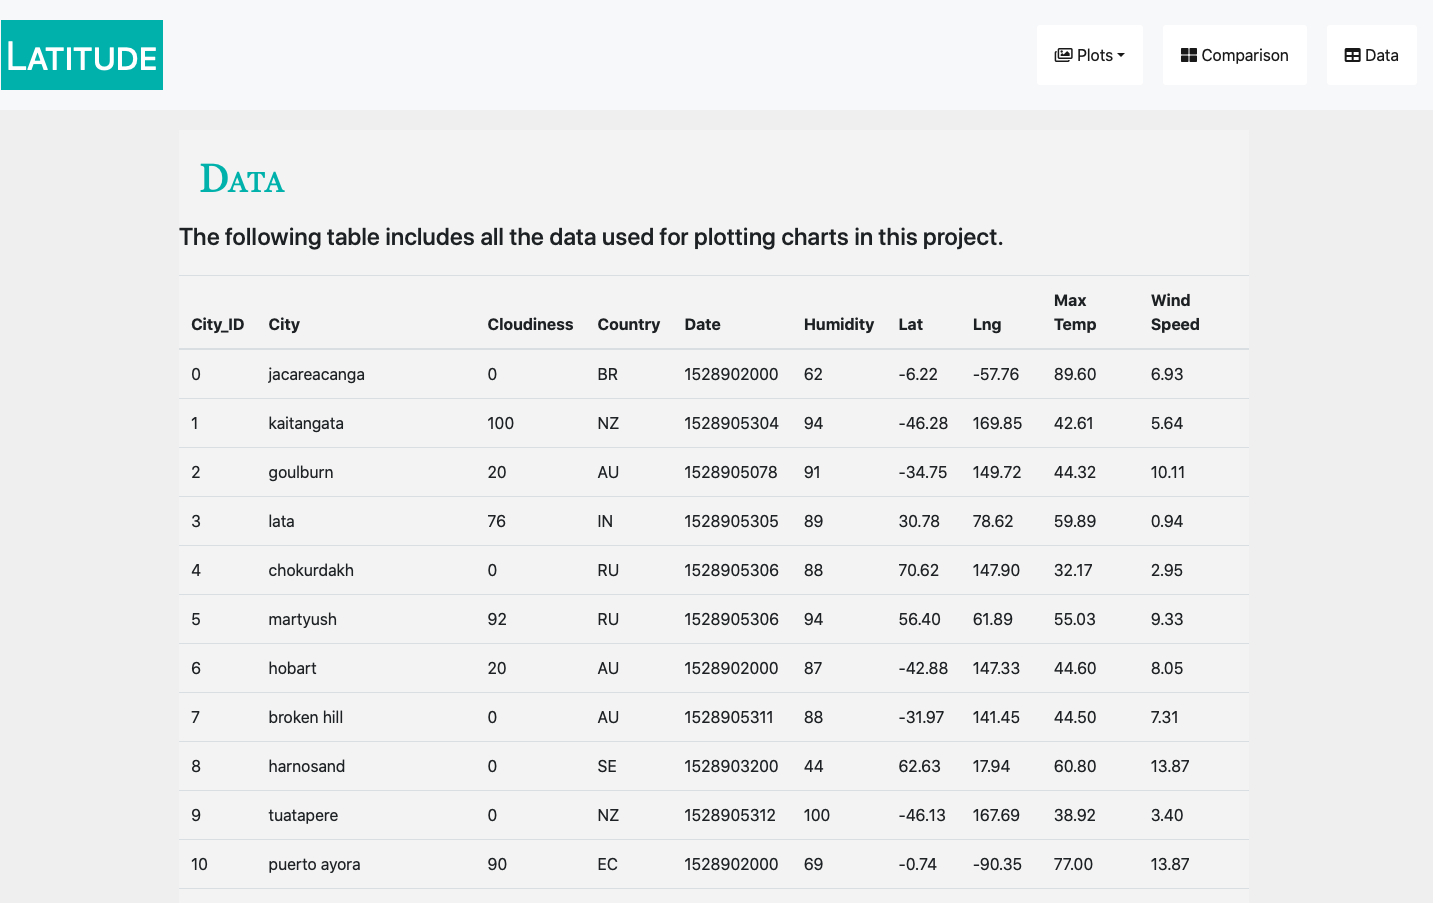 LATITUDE
Plots Comparison Data
DATA
The following table includes all the data used for plotting charts in this project.
City_ID City Cloudiness Country Date Humidity Lat Lng Max Temp Wind Speed
0 jacareacanga 0 BR 1528902000 62 -6.22 -57.76 89.60 6.93
1 kaitangata 100 NZ 1528905304 94 -46.28 169.85 42.61 5.64
2 goulburn 20 AU 1528905078 91 -34.75 149.72 44.32 10.11
3 lata 76 IN 1528905305 89 30.78 78.62 59.89 0.94
4 chokurdakh 0 RU 1528905306 88 70.62 147.90 32.17 2.95
5 martyush 92 RU 1528905306 94 56.40 61.89 55.03 9.33
6 hobart 20 AU 1528902000 87 -42.88 147.33 44.60 8.05
7 broken hill 0 AU 1528905311 88 -31.97 141.45 44.50 7.31
8 harnosand 0 SE 1528903200 44 62.63 17.94 60.80 13.87
9 tuatapere 0 NZ 1528905312 100 -46.13 167.69 38.92 3.40
10 puerto ayora 90 EC 1528902000 69 -0.74 -90.35 77.00 13.87